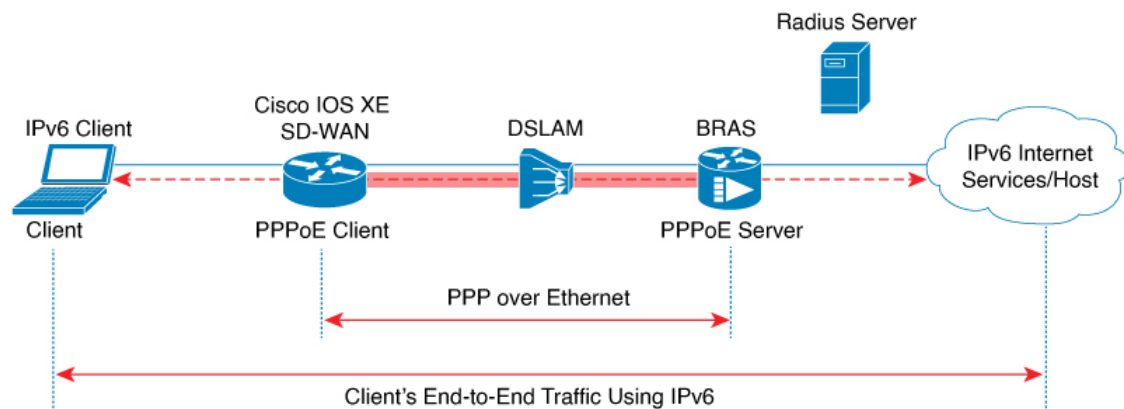 Radius Server
Cisco IOS XE
SD-WAN
IPv6 Client
DSLAM
BRAS
IPv6 Internet
Services/Host
Client
PPPoE Client
PPPoE Server
PPP over Ethernet
Client's End-to-End Traffic Using IPv6